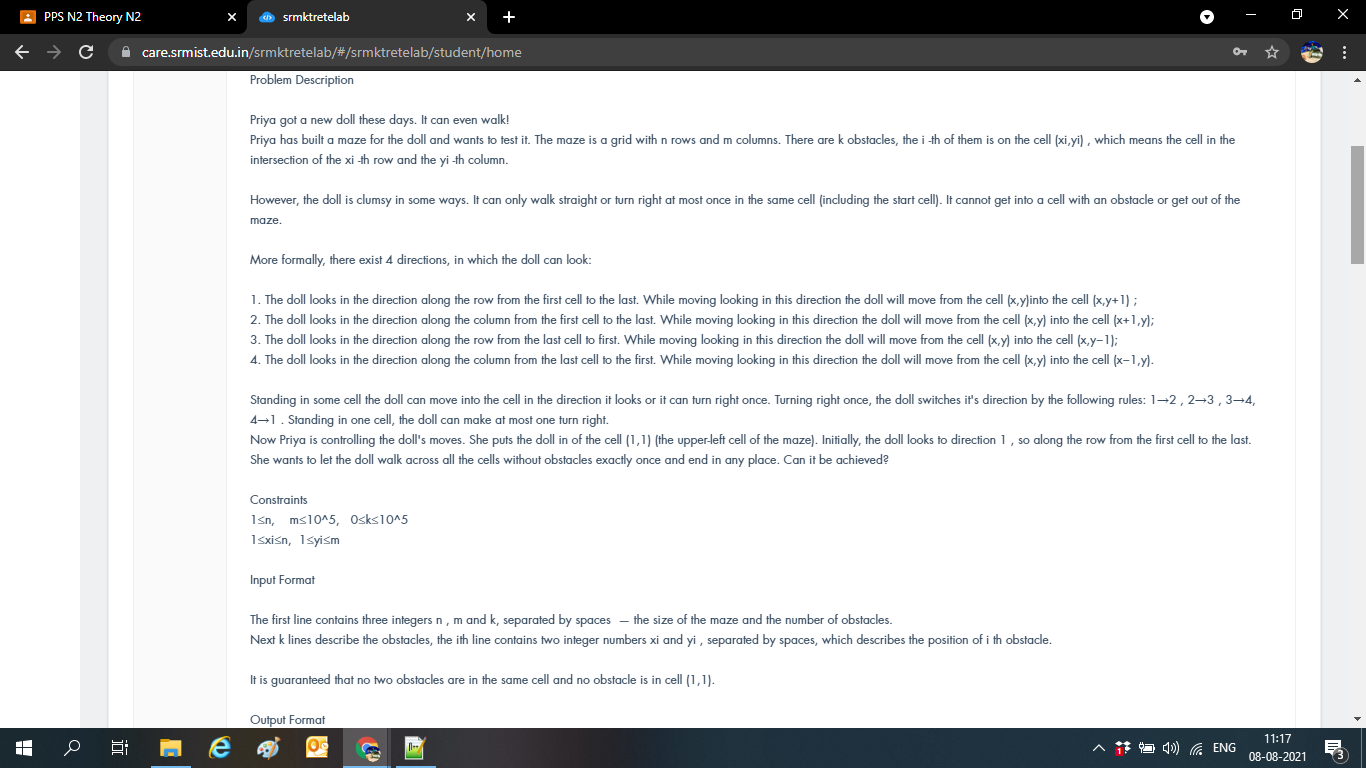 PPS N2 Theory N2
srmktretelab
care.srmist.edu.in/srmktretelab/#/srmktretelab/student/home
Problem Description
Priya got a new doll these days. It can even walk!
Priya has built a maze for the doll and wants to test it. The maze is a grid with n rows and m columns. There are k obstacles, the i -th of them is on the cell (xi,yi) , which means the cell in the
intersection of the xi -th row and the yi -th column.
However, the doll is clumsy in some ways. It can only walk straight or turn right at most once in the same cell (including the start cell). It cannot get into a cell with an obstacle or get out of the
maze.
More formally, there exist 4 directions, in which the doll can look:
1. The doll looks in the direction along the row from the first cell to the last. While moving looking in this direction the doll will move from the cell (x,y)into the cell (x,y+1) ;
2. The doll looks in the direction along the column from the first cell to the last. While moving looking in this direction the doll will move from the cell (x,y) into the cell (x+1,y);
3. The doll looks in the direction along the row from the last cell to first. While moving looking in this direction the doll will move from the cell (x,y) into the cell (x,y−1);
4. The doll looks in the direction along the column from the last cell to the first. While moving looking in this direction the doll will move from the cell (x,y) into the cell (x−1,y).
Standing in some cell the doll can move into the cell in the direction it looks or it can turn right once. Turning right once, the doll switches it's direction by the following rules: 1→2 , 2→3 , 3→4,
4→1 . Standing in one cell, the doll can make at most one turn right.
Now Priya is controlling the doll's moves. She puts the doll in of the cell (1,1) (the upper-left cell of the maze). Initially, the doll looks to direction 1 , so along the row from the first cell to the last.
She wants to let the doll walk across all the cells without obstacles exactly once and end in any place. Can it be achieved?
Constraints
1≤n, m≤10^5, 0≤k≤10^5
1≤xi≤n, 1≤yi≤m
Input Format
The first line contains three integers n , m and k, separated by spaces — the size of the maze and the number of obstacles.
Next k lines describe the obstacles, the ith line contains two integer numbers xi and yi , separated by spaces, which describes the position of i th obstacle.
It is guaranteed that no two obstacles are in the same cell and no obstacle is in cell (1,1).
Output Format
ENG
11:17
08-08-2021
3